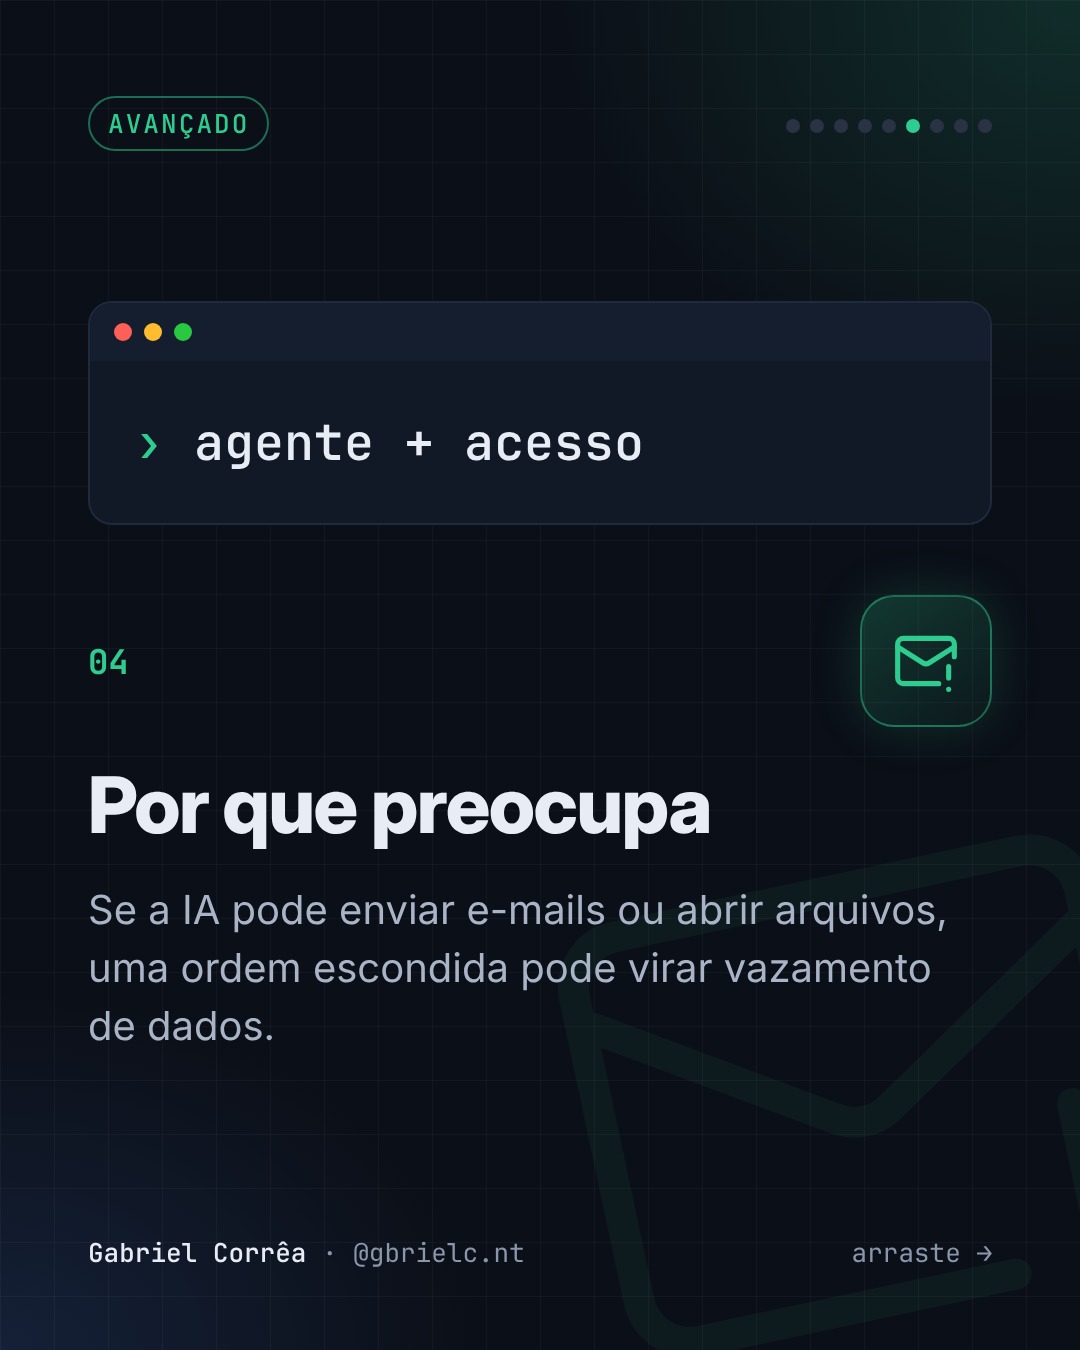 AVANÇADO
› agente + acesso
04
Por que preocupa
Se a IA pode enviar e-mails ou abrir arquivos,
uma ordem escondida pode virar vazamento
de dados.
Gabriel Corrêa · @gbrielc.nt
arraste →